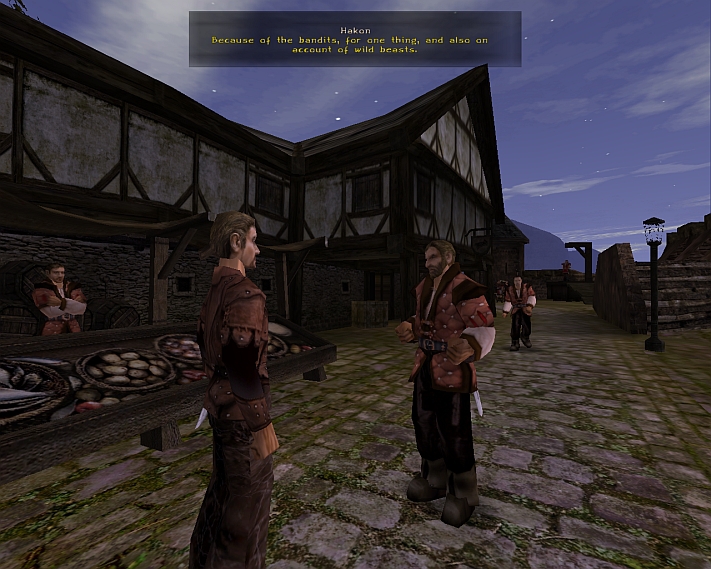 Hakon
Because of the bandits, for one thing, and also on
account of wild beasts.